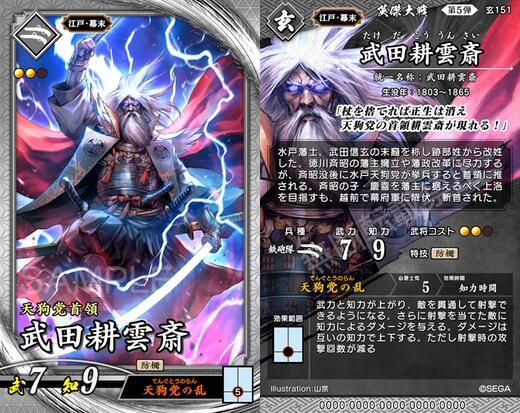 江戸・幕末
SAMPLE
天狗党首領
武田耕雲斎
防柵
武7 知9
てんぐとうのらん
天狗党の乱
5
玄
江戸・幕末
英傑大戦
第5弾
玄151
たけ だ こう うん さい
武田耕雲斎
統一名称：武田耕雲斎
生没年：1803～1865
「杖を捨てれば正生は消え
天狗党の首領耕雲斎が現れる！」
水戸藩士。武田信玄の末裔を称し跡部姓から改姓
した。徳川斉昭の藩主擁立や藩政改革に尽力する
が、斉昭没後に水戸天狗党が挙兵すると首領に推
される。斉昭の子・慶喜を藩主に据えるべく上洛
を目指すも、越前で幕府軍に降伏、斬首された。
兵種 武力 知力 武将コスト
鉄砲隊 7 9 特技 防柵
てんぐとうのらん 必要士気 効果時間
天狗党の乱 5 知力時間
効果範囲
武力と知力が上がり、敵を貫通して射撃で
きるようになる。さらに射撃を当てた敵に
知力によるダメージを与える。ダメージは
互いの知力で上下する。ただし射撃時の攻
撃回数が減る
Illustration:山宗
©SEGA
0000-0000-0000-0000-0000-0000